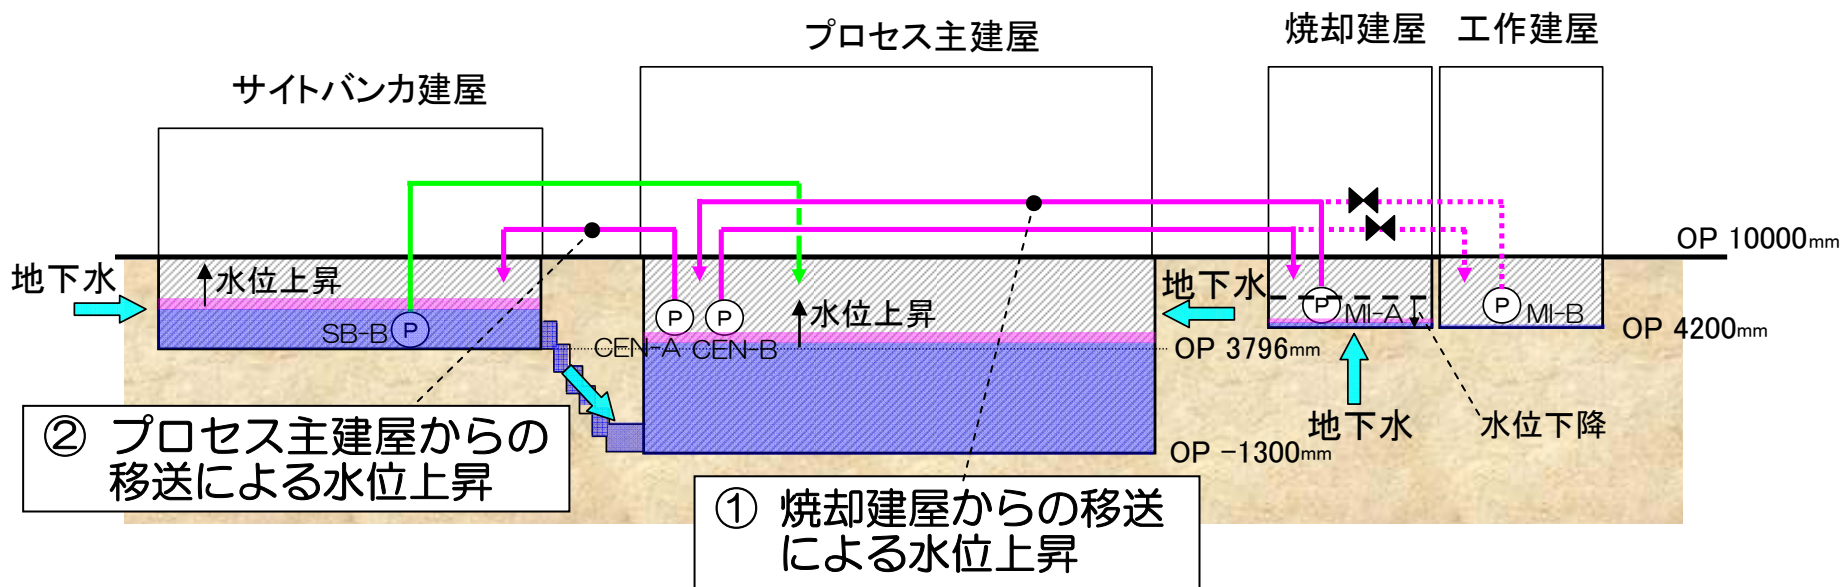 サイトバンカ建屋
プロセス主建屋
焼却建屋
工作建屋
OP 10000mm
地下水
水位上昇
SB-B
P
CEN-A
P
CEN-B
P
水位上昇
地下水
OP 3796mm
P
MI-A
P
MI-B
OP 4200mm
地下水
水位下降
OP -1300mm
② プロセス主建屋からの
移送による水位上昇
① 焼却建屋からの移送
による水位上昇